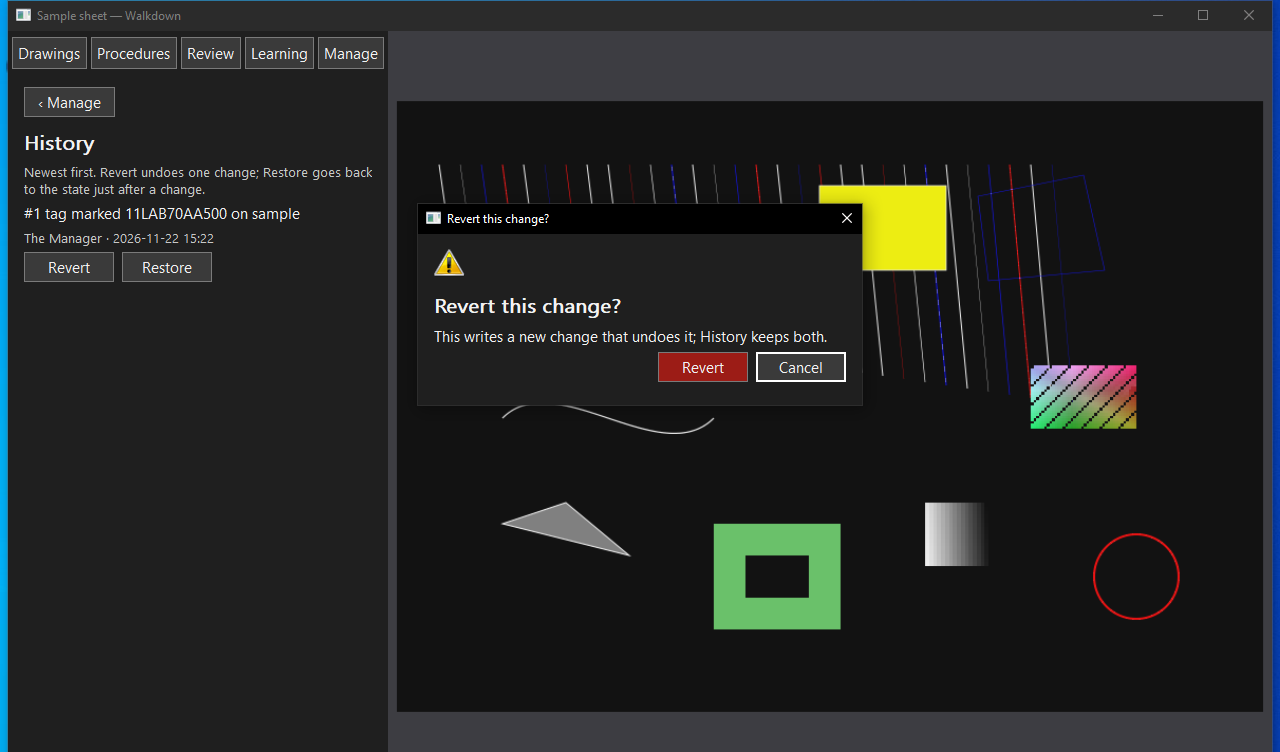 Sample sheet — Walkdown
Drawings Procedures Review Learning Manage
‹ Manage
History
Newest first. Revert undoes one change; Restore goes back
to the state just after a change.
#1 tag marked 11LAB70AA500 on sample
The Manager · 2026-11-22 15:22
Revert Restore
Revert this change?
Revert this change?
This writes a new change that undoes it; History keeps both.
Revert Cancel